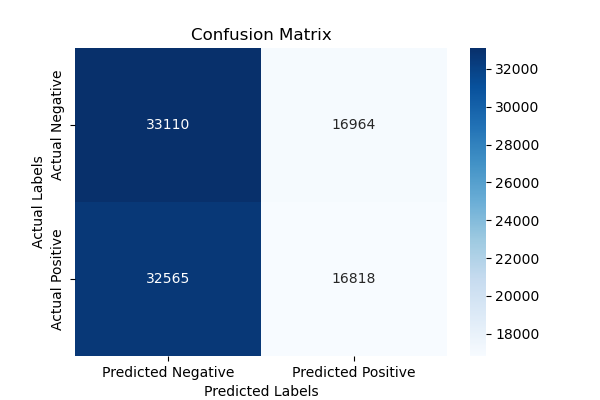 Confusion Matrix
Actual Labels
Actual Negative
Actual Positive
33110 16964
32565 16818
Predicted Negative Predicted Positive
Predicted Labels
32000
30000
28000
26000
24000
22000
20000
18000